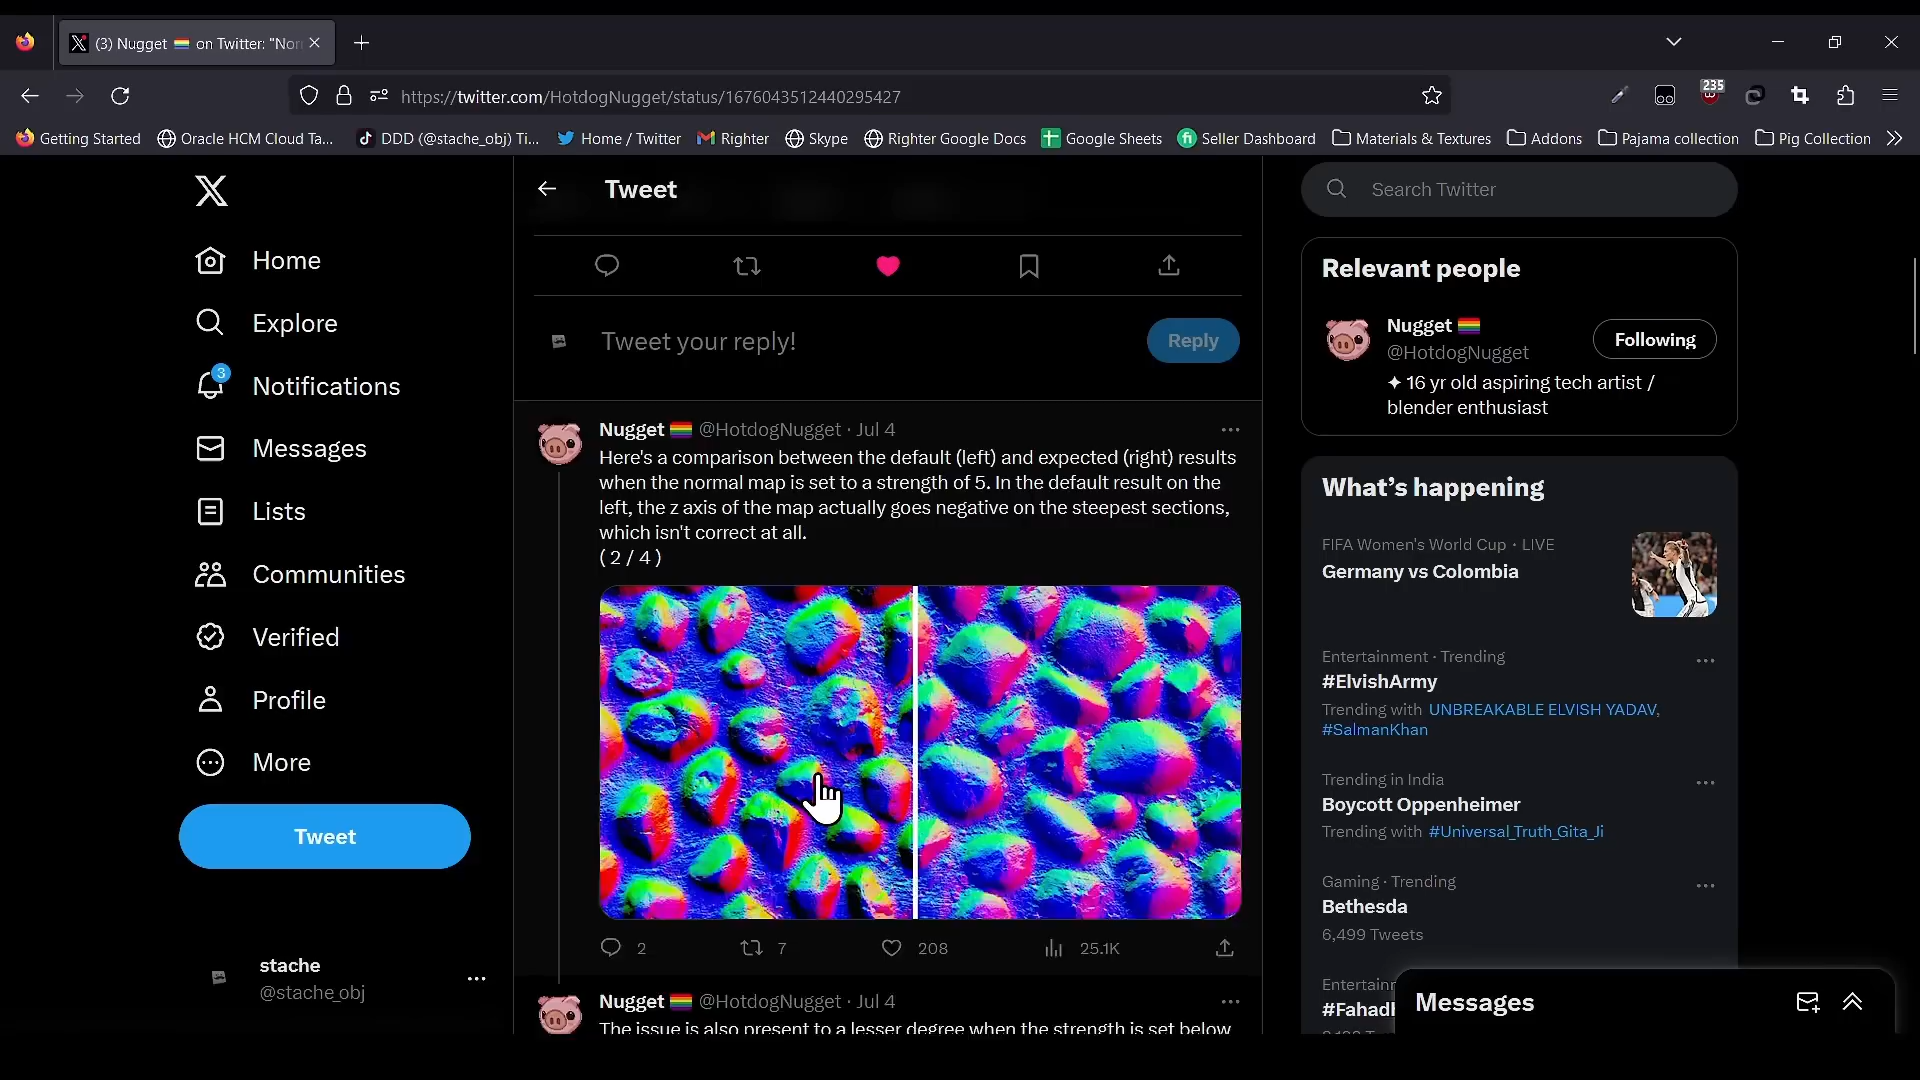 (3) Nugget 🏳️‍🌈 on Twitter: "Nor
https://twitter.com/HotdogNugget/status/1676043512440295427
235
Getting Started
Oracle HCM Cloud Ta...
DDD (@stache_obj) Ti...
Home / Twitter
Righter
Skype
Righter Google Docs
Google Sheets
Seller Dashboard
Materials & Textures
Addons
Pajama collection
Pig Collection
Home
Explore
3
Notifications
Messages
Lists
Communities
Verified
Profile
More
Tweet
stache
@stache_obj
Tweet
Tweet your reply!
Reply
Nugget 🏳️‍🌈 @HotdogNugget · Jul 4
Here's a comparison between the default (left) and expected (right) results
when the normal map is set to a strength of 5. In the default result on the
left, the z axis of the map actually goes negative on the steepest sections,
which isn't correct at all.
( 2 / 4 )
2 7 208 25.1K
Nugget 🏳️‍🌈 @HotdogNugget · Jul 4
The issue is also present to a lesser degree when the strength is set below
Search Twitter
Relevant people
Nugget 🏳️‍🌈
@HotdogNugget
Following
✦ 16 yr old aspiring tech artist /
blender enthusiast
What's happening
FIFA Women's World Cup · LIVE
Germany vs Colombia
Entertainment · Trending
#ElvishArmy
Trending with UNBREAKABLE ELVISH YADAV,
#SalmanKhan
Trending in India
Boycott Oppenheimer
Trending with #Universal_Truth_Gita_Ji
Gaming · Trending
Bethesda
6,499 Tweets
Messages